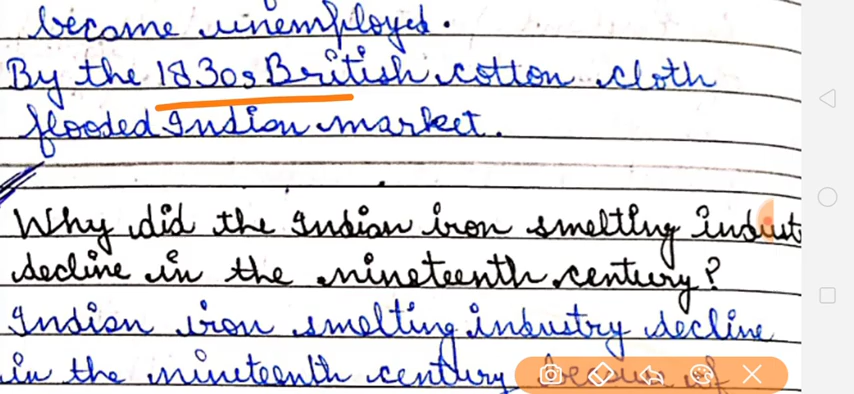 become unemployed.
By the 1830s British cotton cloth
flooded Indian market.
Why did the Indian iron smelting indust
decline in the nineteenth century?
Indian iron smelting industry decline
in the nineteenth century of